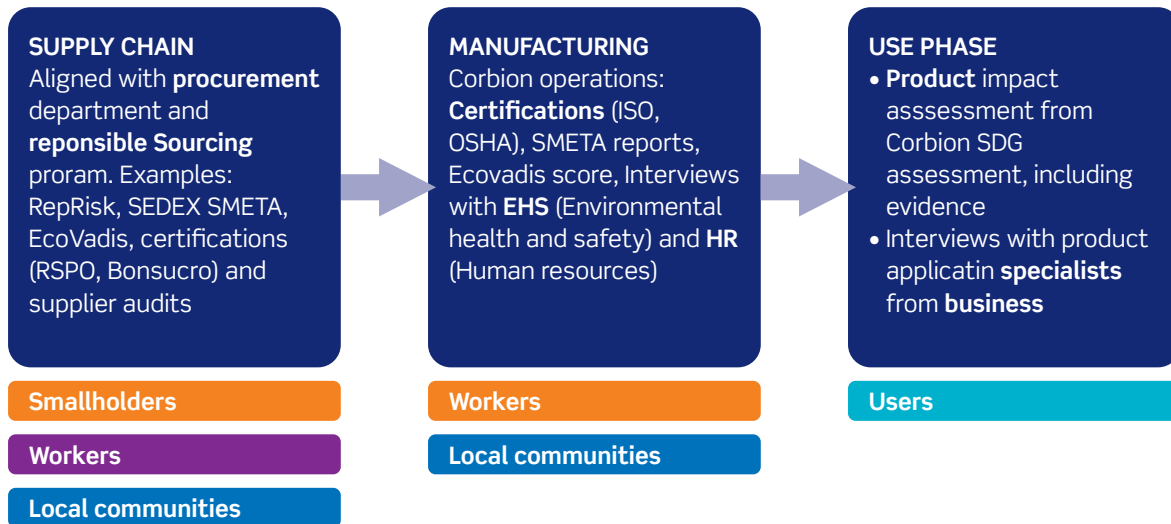 SUPPLY CHAIN
Aligned with procurement
department and
reponsible Sourcing
proram. Examples:
RepRisk, SEDEX SMETA,
EcoVadis, certifications
(RSPO, Bonsucro) and
supplier audits
Smallholders
Workers
Local communities
MANUFACTURING
Corbion operations:
Certifications (ISO,
OSHA), SMETA reports,
Ecovadis score, Interviews
with EHS (Environmental
health and safety) and HR
(Human resources)
Workers
Local communities
USE PHASE
• Product impact
asssessment from
Corbion SDG
assessment, including
evidence
• Interviews with product
applicatin specialists
from business
Users